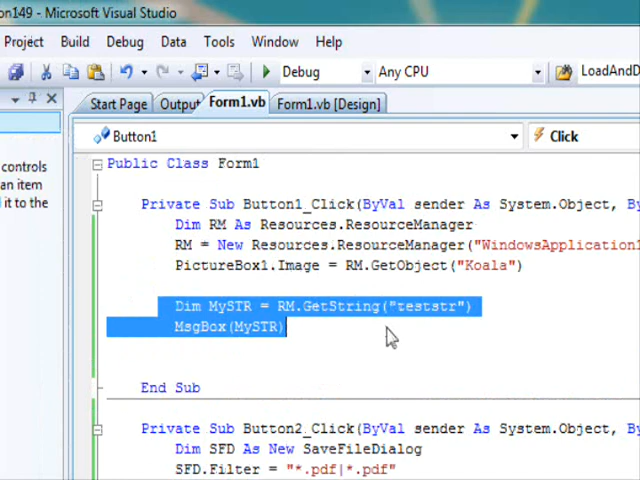 on149 - Microsoft Visual Studio
Project Build Debug Data Tools Window Help
Debug Any CPU LoadAndD
Start Page Output Form1.vb Form1.vb [Design]
Button1 Click
controls
an item
it to the
Public Class Form1
Private Sub Button1_Click(ByVal sender As System.Object, By
Dim RM As Resources.ResourceManager
RM = New Resources.ResourceManager("WindowsApplication1
PictureBox1.Image = RM.GetObject("Koala")
Dim MySTR = RM.GetString("teststr")
MsgBox(MySTR)
End Sub
Private Sub Button2_Click(ByVal sender As System.Object, By
Dim SFD As New SaveFileDialog
SFD.Filter = "*.pdf|*.pdf"